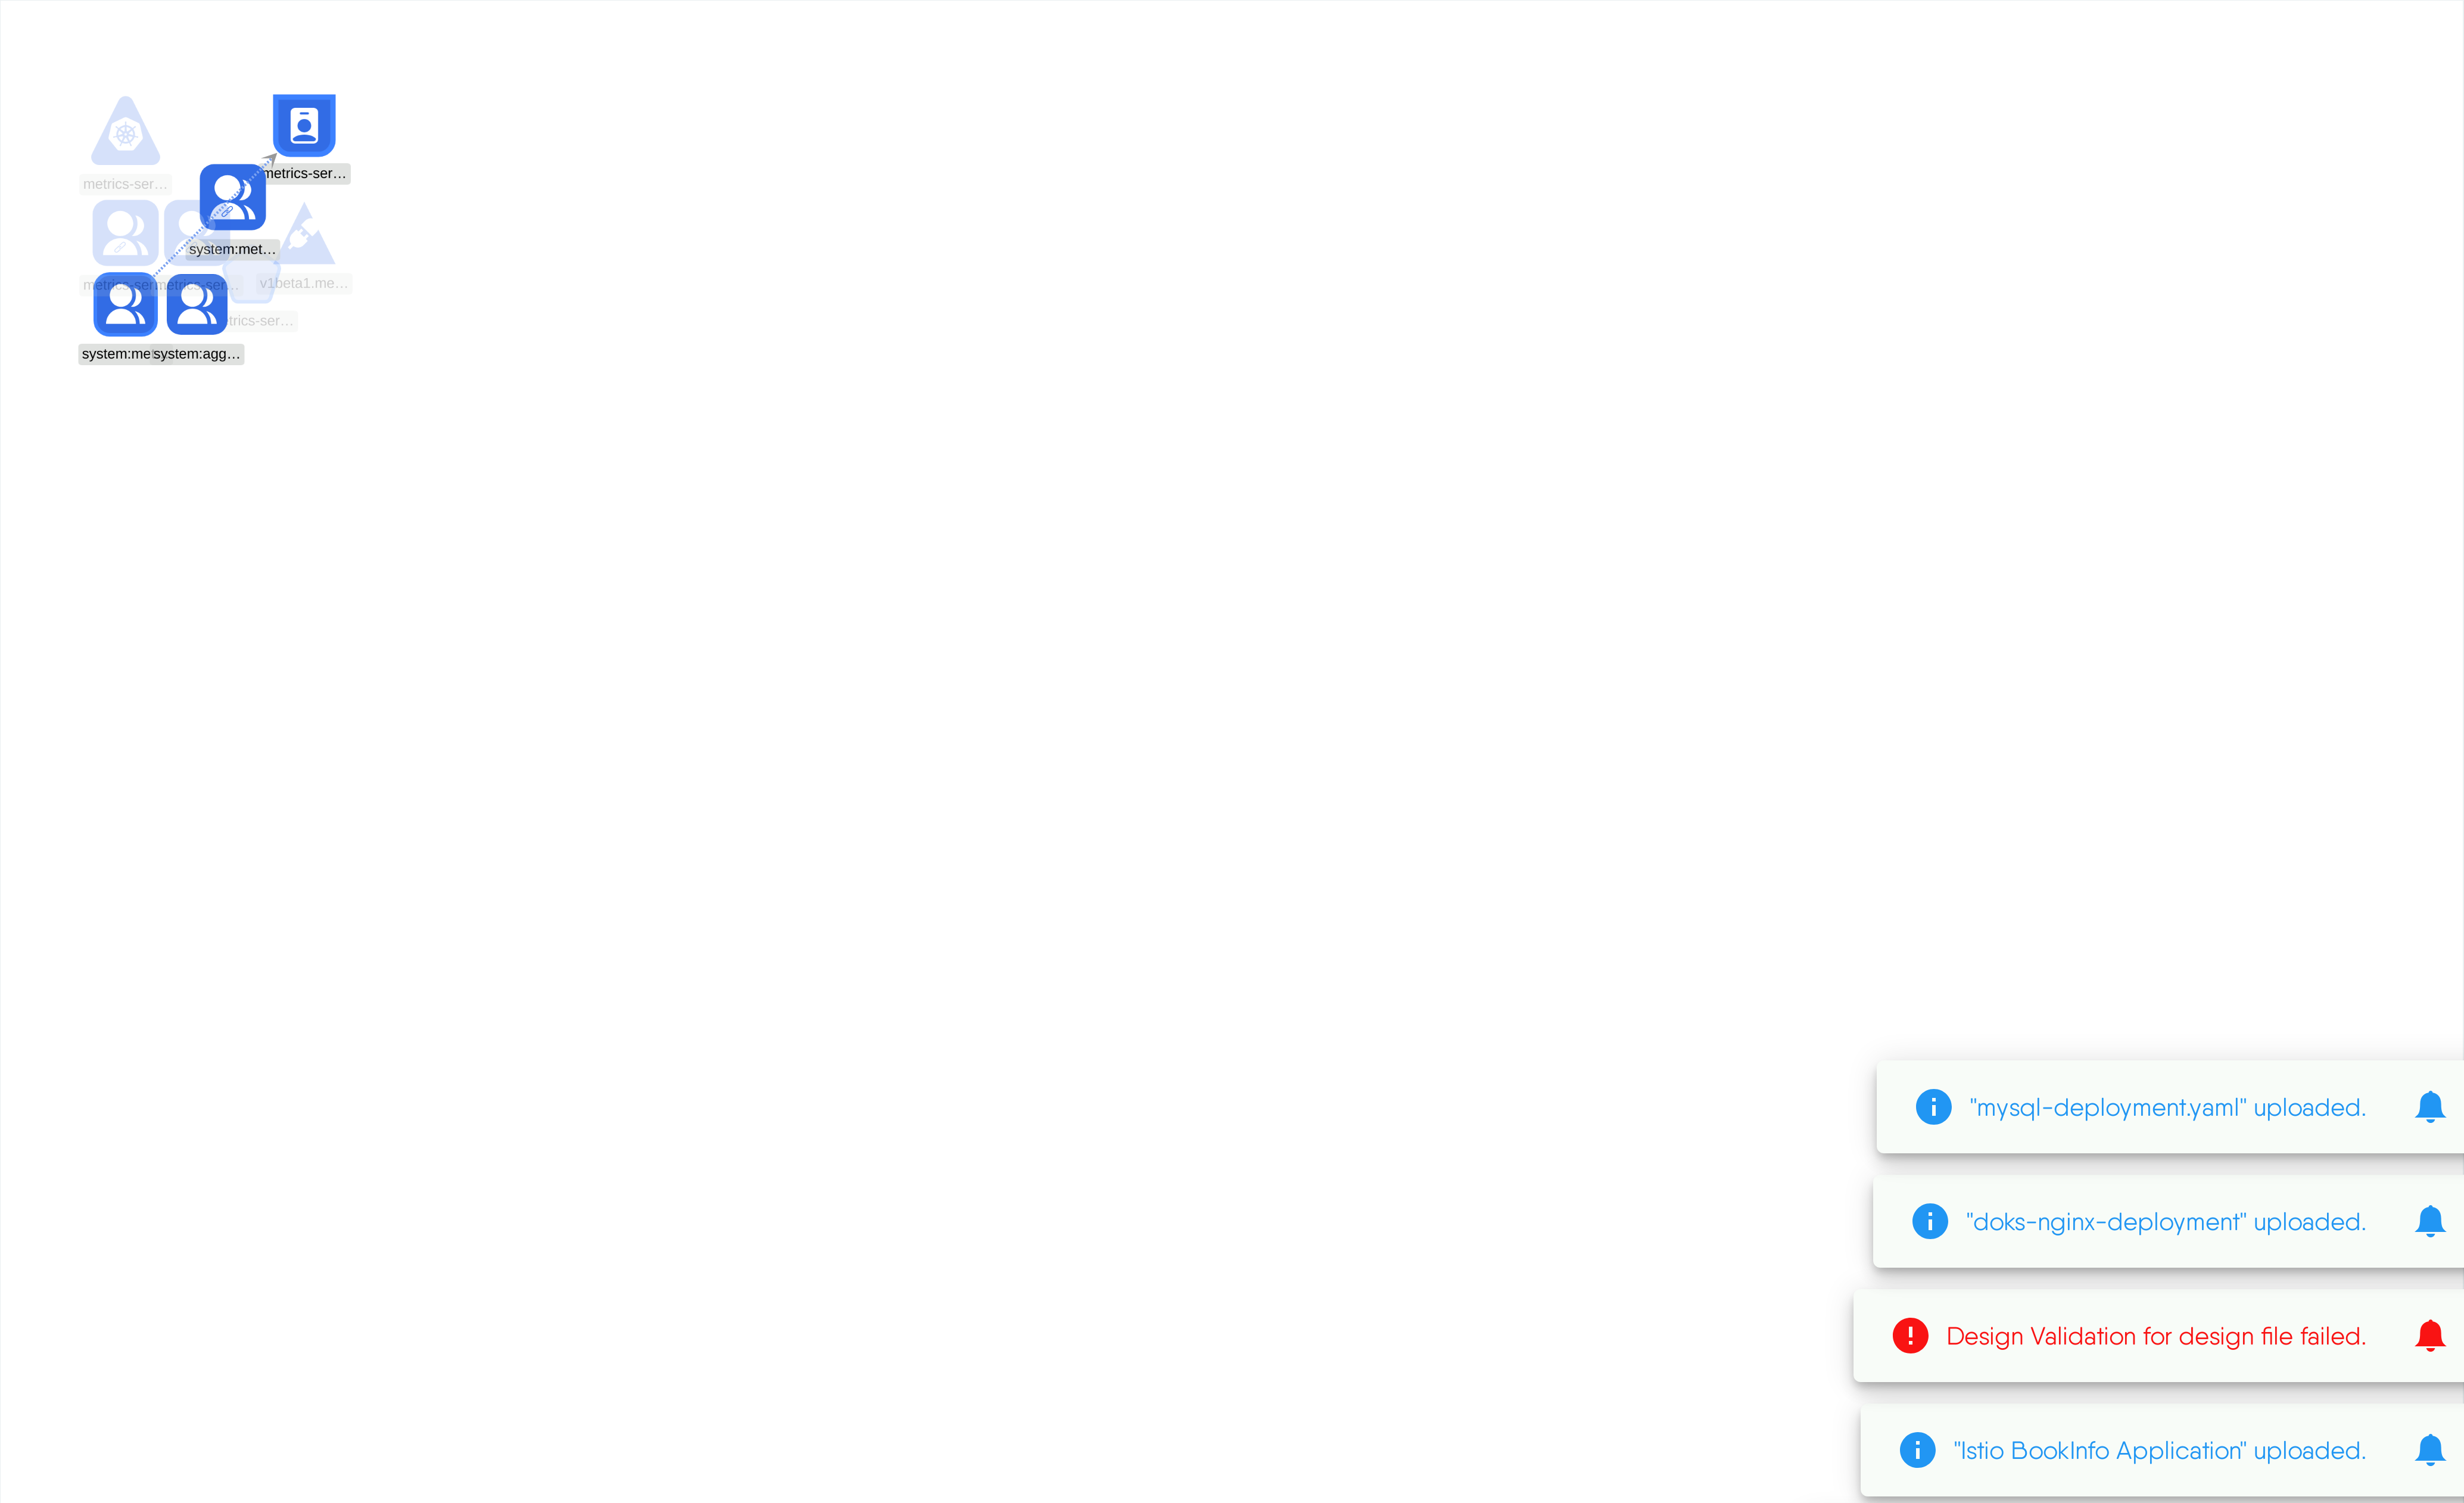 metrics-ser…
metrics-ser…
system:met…
metrics-ser…
metrics-ser…
v1beta1.me…
trics-ser…
system:me
system:agg…
"mysql-deployment.yaml" uploaded.
"doks-nginx-deployment" uploaded.
Design Validation for design file failed.
"Istio BookInfo Application" uploaded.